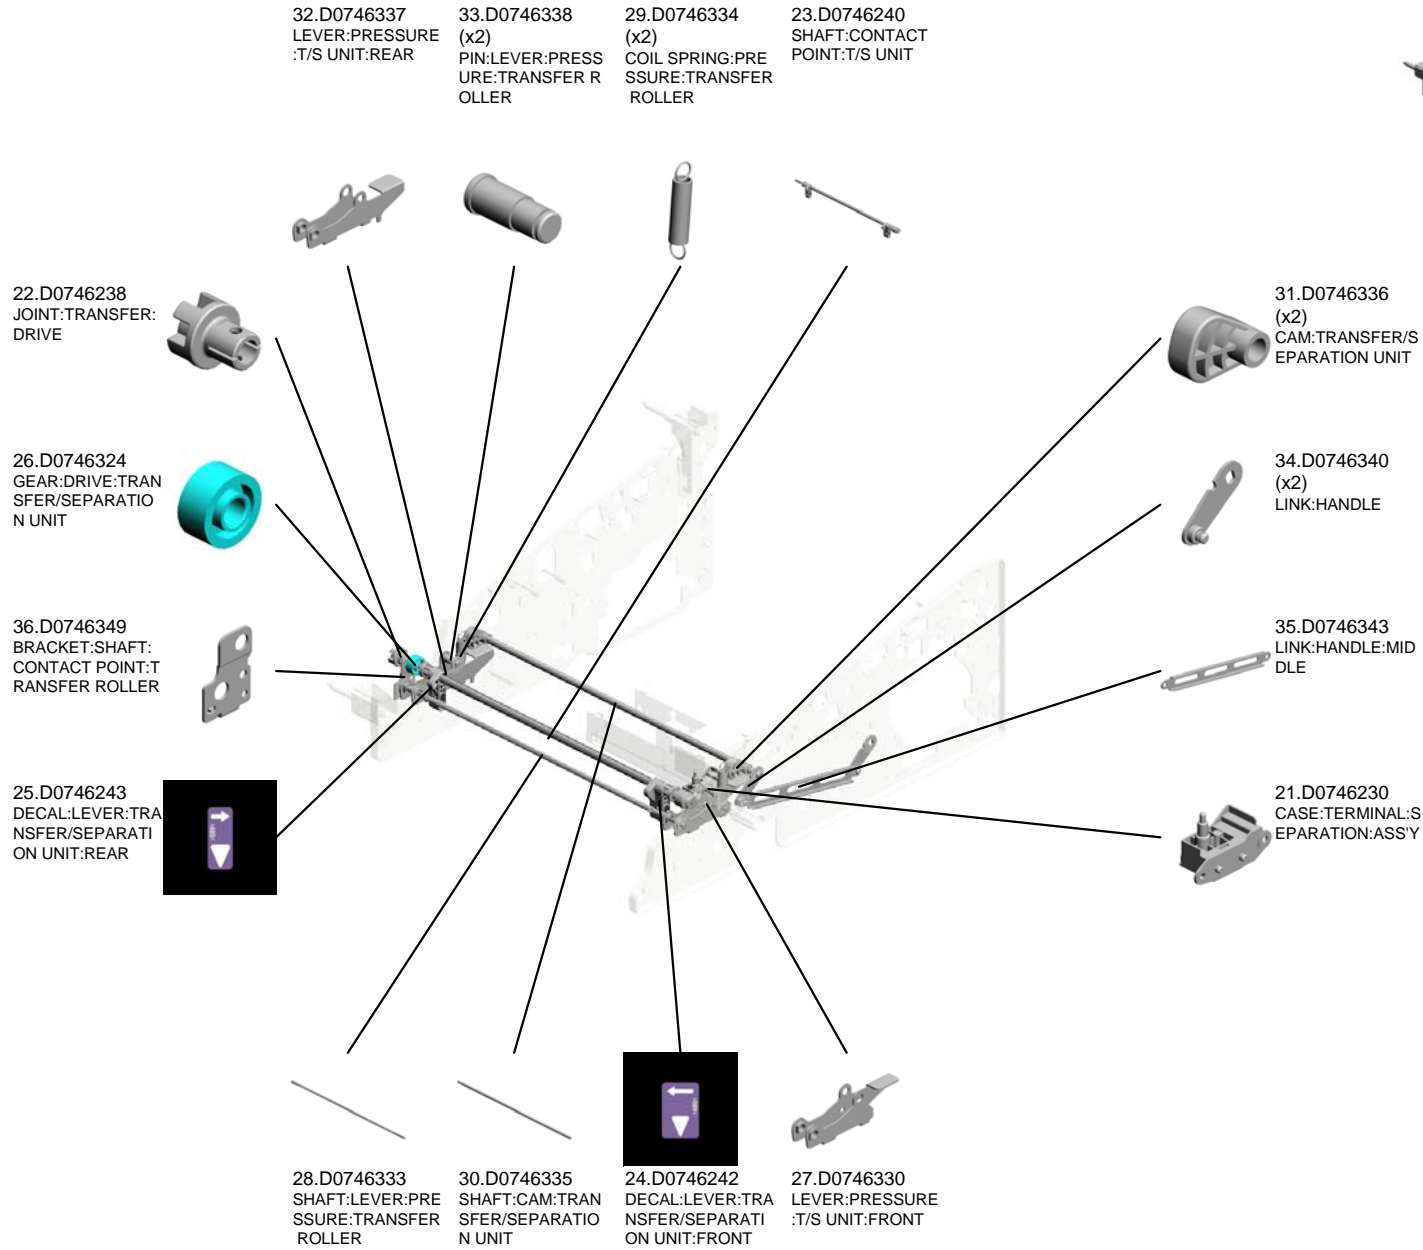 32.D0746337
LEVER:PRESSURE
:T/S UNIT:REAR
33.D0746338
(x2)
PIN:LEVER:PRESS
URE:TRANSFER R
OLLER
29.D0746334
(x2)
COIL SPRING:PRE
SSURE:TRANSFER
ROLLER
23.D0746240
SHAFT:CONTACT
POINT:T/S UNIT
22.D0746238
JOINT:TRANSFER:
DRIVE
31.D0746336
(x2)
CAM:TRANSFER/S
EPARATION UNIT
26.D0746324
GEAR:DRIVE:TRAN
SFER/SEPARATIO
N UNIT
34.D0746340
(x2)
LINK:HANDLE
36.D0746349
BRACKET:SHAFT:
CONTACT POINT:T
RANSFER ROLLER
35.D0746343
LINK:HANDLE:MID
DLE
25.D0746243
DECAL:LEVER:TRA
NSFER/SEPARATI
ON UNIT:REAR
21.D0746230
CASE:TERMINAL:S
EPARATION:ASS'Y
28.D0746333
SHAFT:LEVER:PRE
SSURE:TRANSFER
ROLLER
30.D0746335
SHAFT:CAM:TRAN
SFER/SEPARATIO
N UNIT
24.D0746242
DECAL:LEVER:TRA
NSFER/SEPARATI
ON UNIT:FRONT
27.D0746330
LEVER:PRESSURE
:T/S UNIT:FRONT